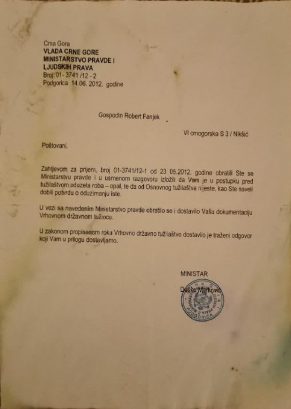 Crna Gora
VLADA CRNE GORE
MINISTARSTVO PRAVDE I
LJUDSKIH PRAVA
Broj: 01- 3741 /12 - 2
Podgorica 14.06. 2012. godine
Gospodin Robert Fanjek
VI crnogorska S 3 / Nikšić
Poštovani,
Zahtjevom za prijem, broj 01-3741/12-1 od 23 05.2012. godine obratili Ste se
Ministarstvu pravde i u usmenom razgovoru izložili da Vam je u postupku pred
tužilaštvom oduzeta roba – opal, te da od Osnovnog tužilaštva nijeste, kao Ste naveli
dobili potvrdu o oduzimanju iste.
U vezi sa navedenim Ministarstvo pravde obratilo se i dostavilo Vašu dokumentaciju
Vrhovnom državnom tužiocu.
U zakonom propisanom roku Vrhovno državno tužilaštvo dostavilo je traženi odgovor
koji Vam u prilogu dostavljamo.
MINISTAR
Duško Marković